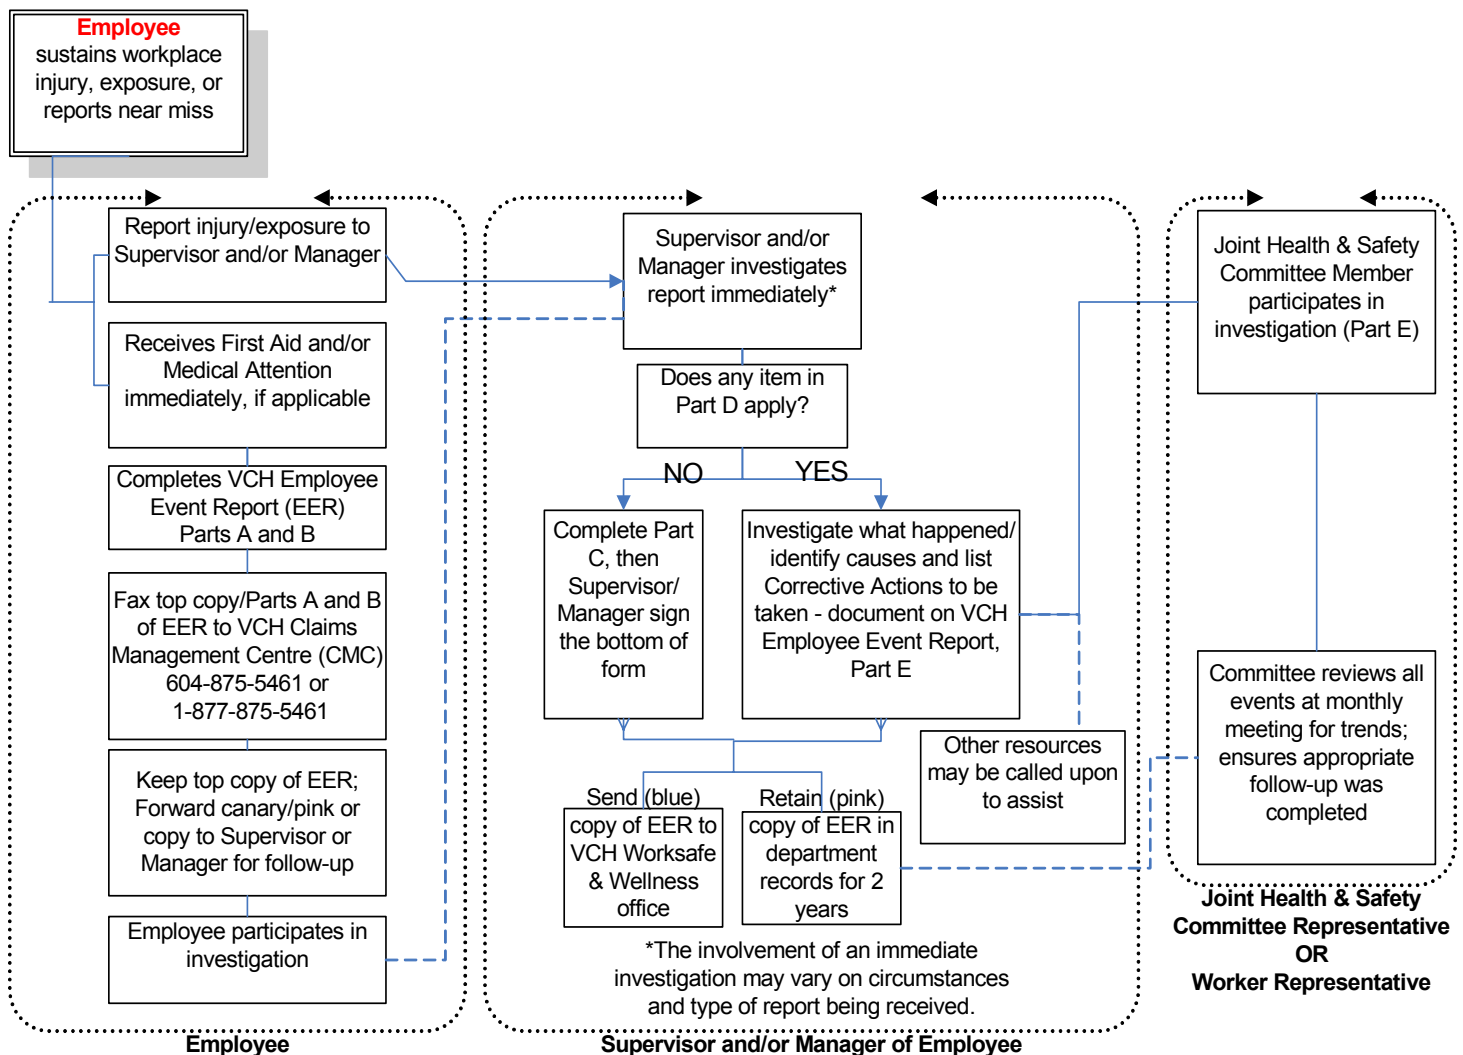 Employee
sustains workplace
injury, exposure, or
reports near miss
Report injury/exposure to
Supervisor and/or Manager
Receives First Aid and/or
Medical Attention
immediately, if applicable
Completes VCH Employee
Event Report (EER)
Parts A and B
Fax top copy/Parts A and B
of EER to VCH Claims
Management Centre (CMC)
604-875-5461 or
1-877-875-5461
Keep top copy of EER;
Forward canary/pink or
copy to Supervisor or
Manager for follow-up
Employee participates in
investigation
Employee
Supervisor and/or
Manager investigates
report immediately*
Does any item in
Part D apply?
NO
YES
Complete Part
C, then
Supervisor/
Manager sign
the bottom of
form
Investigate what happened/
identify causes and list
Corrective Actions to be
taken - document on VCH
Employee Event Report,
Part E
Other resources
may be called upon
to assist
Send (blue)
copy of EER to
VCH Worksafe
& Wellness
office
Retain (pink)
copy of EER in
department
records for 2
years
*The involvement of an immediate
investigation may vary on circumstances
and type of report being received.
Supervisor and/or Manager of Employee
Joint Health & Safety
Committee Member
participates in
investigation (Part E)
Committee reviews all
events at monthly
meeting for trends;
ensures appropriate
follow-up was
completed
Joint Health & Safety
Committee Representative
OR
Worker Representative